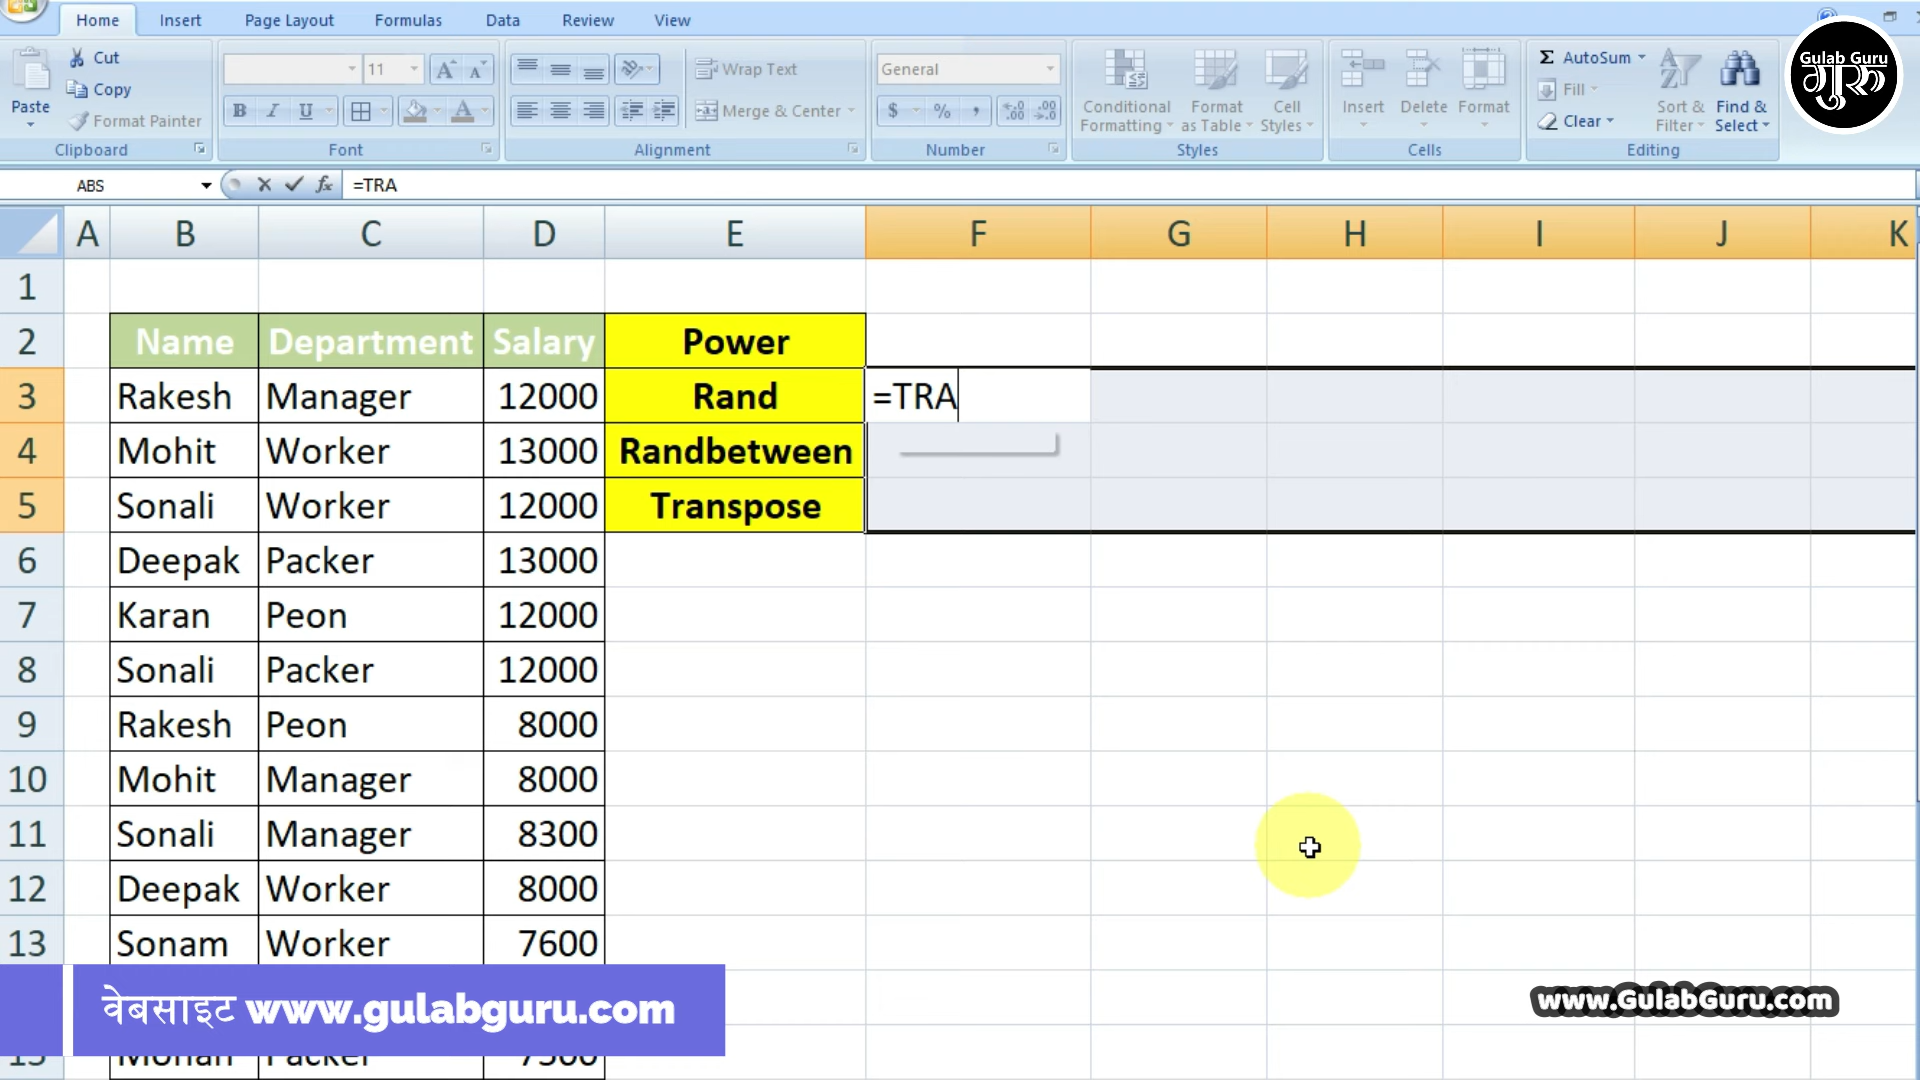 Home Insert Page Layout Formulas Data Review View
Gulab Guru
गुरु
Paste Cut Copy Format Painter
11
B I U
Wrap Text
Merge & Center
General
$ % ,
Conditional Formatting Format as Table Cell Styles
Insert Delete Format
Σ AutoSum Fill Clear
Sort & Filter Find & Select
Clipboard Font Alignment Number Styles Cells Editing
ABS fx =TRA
A B C D E F G H I J K
1
2 Name Department Salary Power
3 Rakesh Manager 12000 Rand =TRA
4 Mohit Worker 13000 Randbetween
5 Sonali Worker 12000 Transpose
6 Deepak Packer 13000
7 Karan Peon 12000
8 Sonali Packer 12000
9 Rakesh Peon 8000
10 Mohit Manager 8000
11 Sonali Manager 8300
12 Deepak Worker 8000
13 Sonam Worker 7600
वेबसाइट www.gulabguru.com
www.GulabGuru.com
15 Mohan Packer 7500